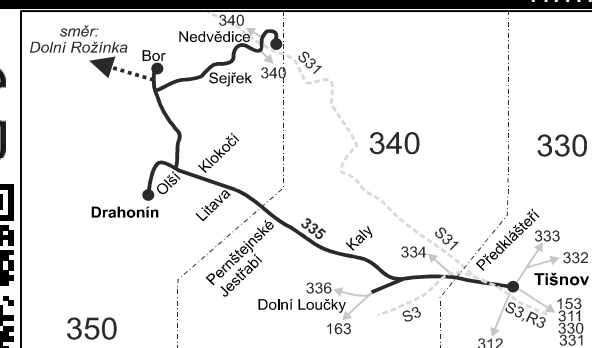 směr:
Dolní Rožínka
340
Nedvědice
Bor
S31
340
Sejřek
340
330
Klokočí
Olší
Drahonín
Litava
335
Kaly
Pernštejnské
Jestřabí
S31
Předklášteří
334
333
332
Tišnov
336
Dolní Loučky
163
S3
S3,R3
153
311
330
331
312
350